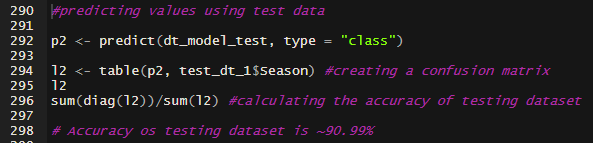 290 #predicting values using test data
291
292 p2 <- predict(dt_model_test, type = "class")
293
294 l2 <- table(p2, test_dt_1$Season) #creating a confusion matrix
295 l2
296 sum(diag(l2))/sum(l2) #calculating the accuracy of testing dataset
297
298 # Accuracy os testing dataset is ~90.99%